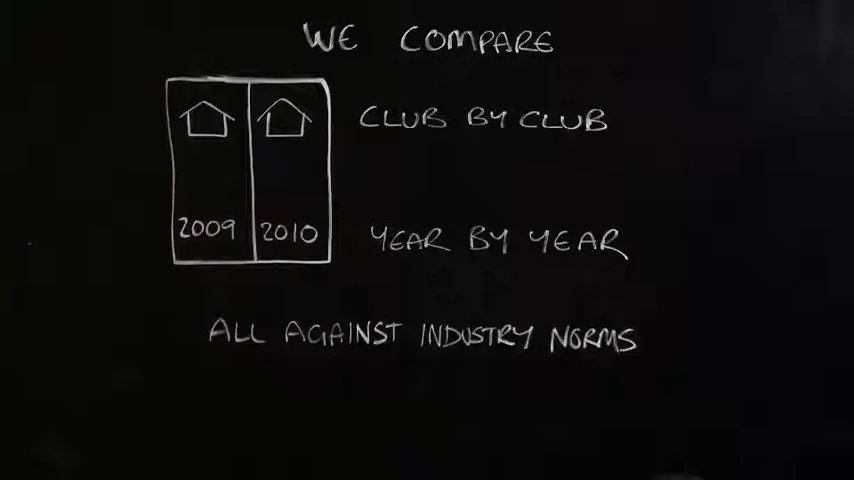 WE COMPARE
CLUB BY CLUB
2009 2010 YEAR BY YEAR
ALL AGAINST INDUSTRY NORMS